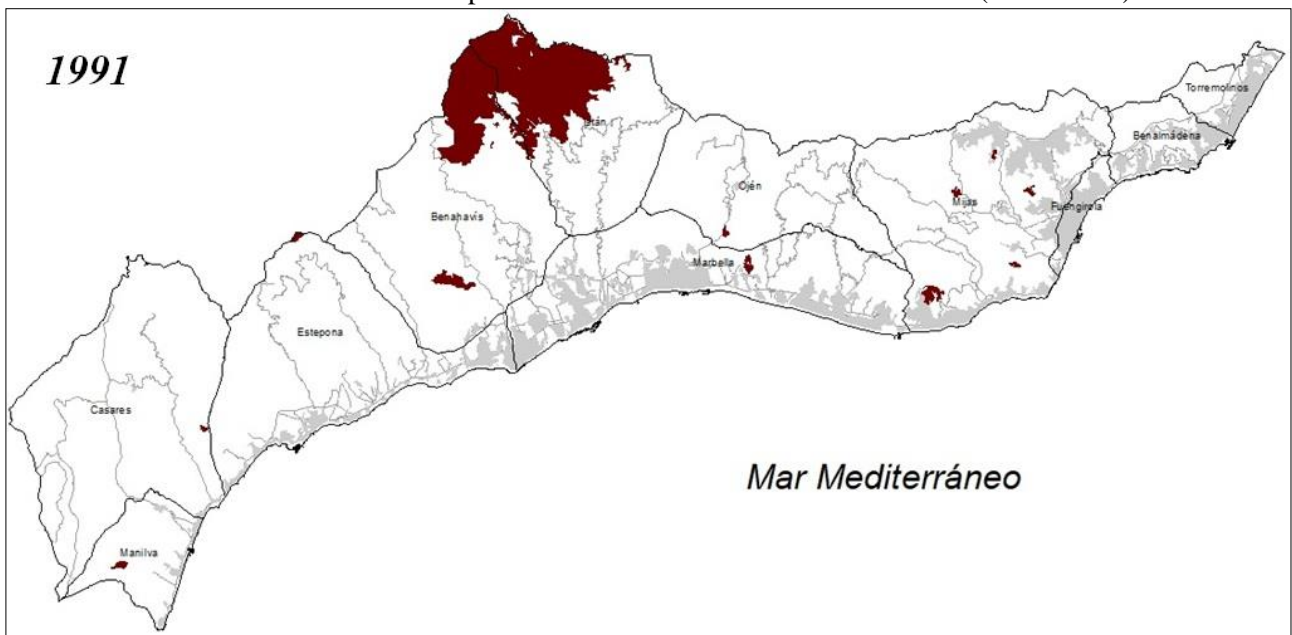 1991
Torremolinos
Benalmádena
Ojén
Mijas
Fuengirola
Benahavís
Marbella
Estepona
Casares
Mar Mediterráneo
Manilva